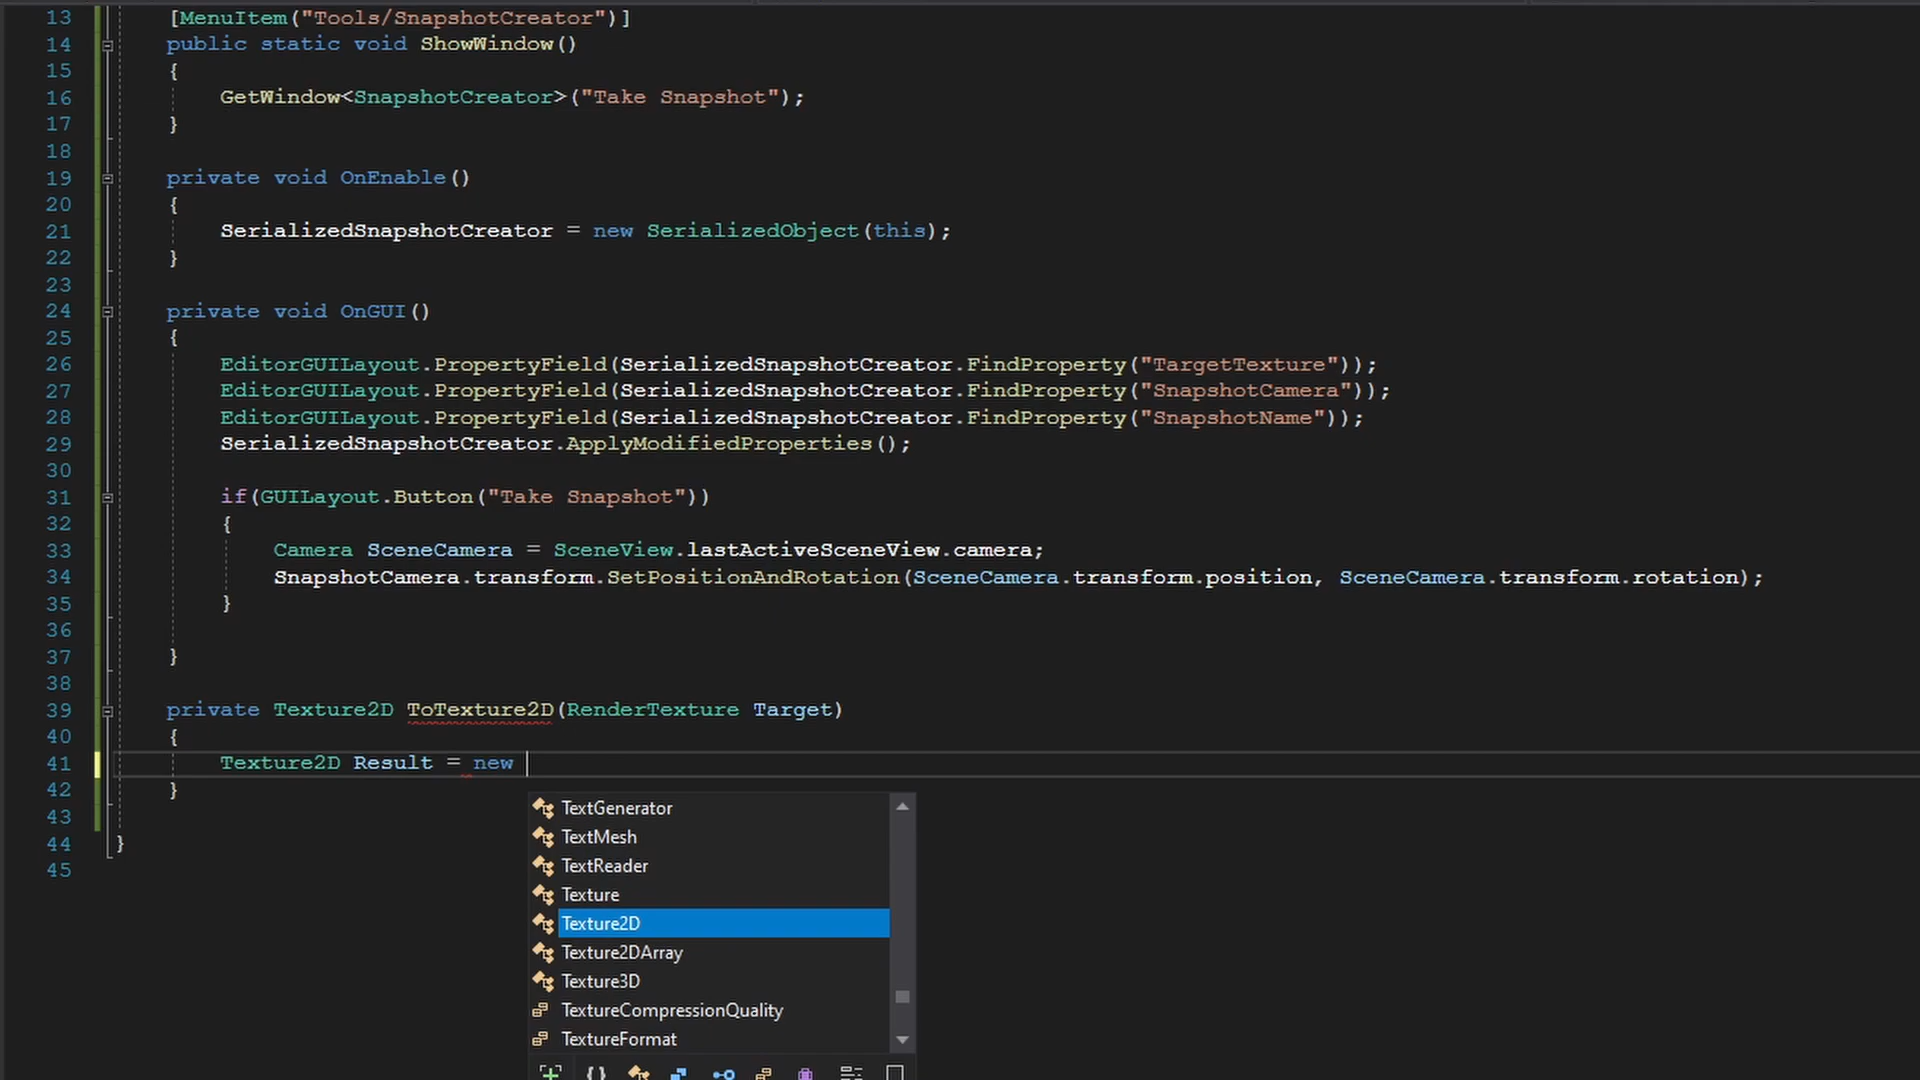 13 [MenuItem("Tools/SnapshotCreator")]
14 public static void ShowWindow()
15 {
16 GetWindow<SnapshotCreator>("Take Snapshot");
17 }
18
19 private void OnEnable()
20 {
21 SerializedSnapshotCreator = new SerializedObject(this);
22 }
23
24 private void OnGUI()
25 {
26 EditorGUILayout.PropertyField(SerializedSnapshotCreator.FindProperty("TargetTexture"));
27 EditorGUILayout.PropertyField(SerializedSnapshotCreator.FindProperty("SnapshotCamera"));
28 EditorGUILayout.PropertyField(SerializedSnapshotCreator.FindProperty("SnapshotName"));
29 SerializedSnapshotCreator.ApplyModifiedProperties();
30
31 if(GUILayout.Button("Take Snapshot"))
32 {
33 Camera SceneCamera = SceneView.lastActiveSceneView.camera;
34 SnapshotCamera.transform.SetPositionAndRotation(SceneCamera.transform.position, SceneCamera.transform.rotation);
35 }
36
37 }
38
39 private Texture2D ToTexture2D(RenderTexture Target)
40 {
41 Texture2D Result = new
42 }
43
44 }
45
TextGenerator
TextMesh
TextReader
Texture
Texture2D
Texture2DArray
Texture3D
TextureCompressionQuality
TextureFormat